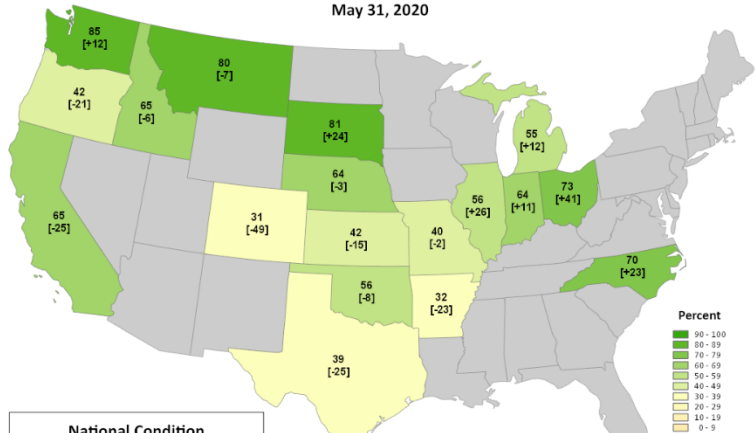 May 31, 2020
85
[+12]
80
[-7]
42
[-21]
65
[-6]
81
[+24]
55
[+12]
64
[-3]
65
[-25]
31
[-49]
42
[-15]
40
[-2]
56
[+26]
64
[+11]
73
[+41]
70
[+23]
56
[-8]
32
[-23]
39
[-25]
Percent
90 - 100
80 - 89
70 - 79
60 - 69
50 - 59
40 - 49
30 - 39
20 - 29
10 - 19
0 - 9
National Condition